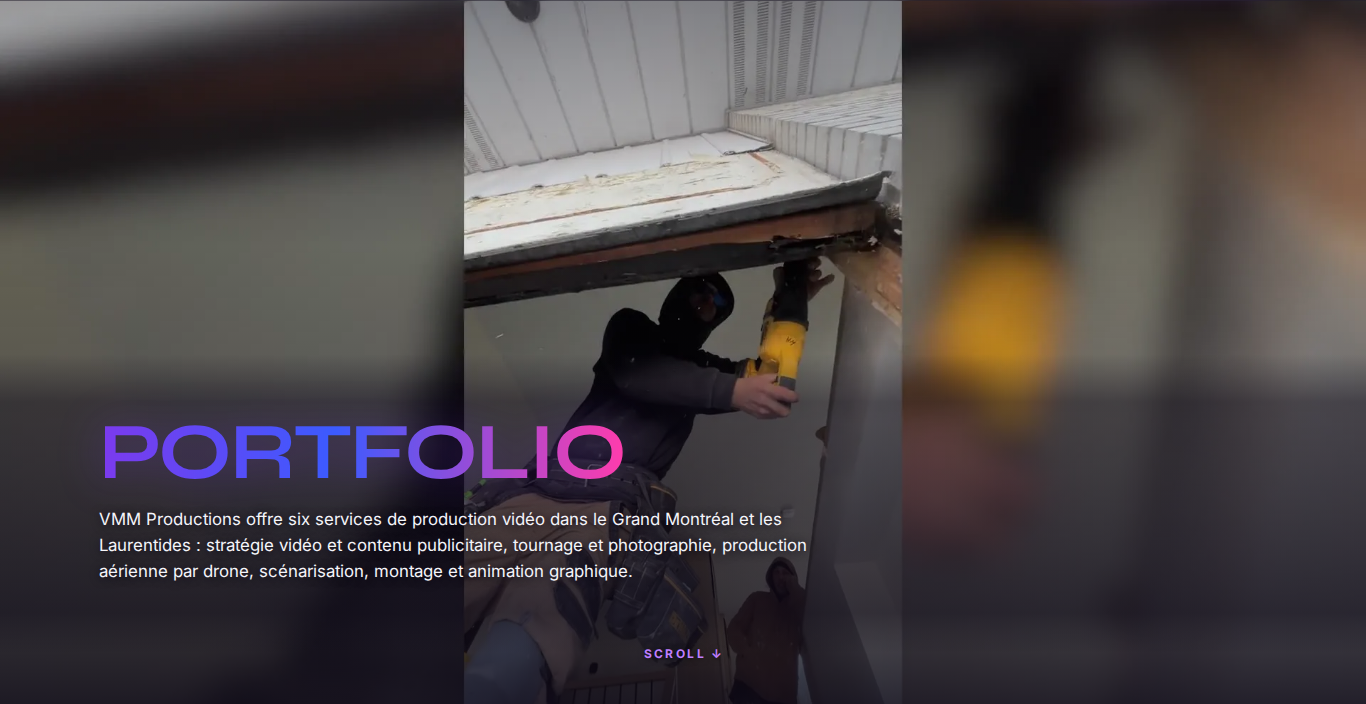 PORTFOLIO
VMM Productions offre six services de production vidéo dans le Grand Montréal et les
Laurentides : stratégie vidéo et contenu publicitaire, tournage et photographie, production
aérienne par drone, scénarisation, montage et animation graphique.
SCROLL ↓